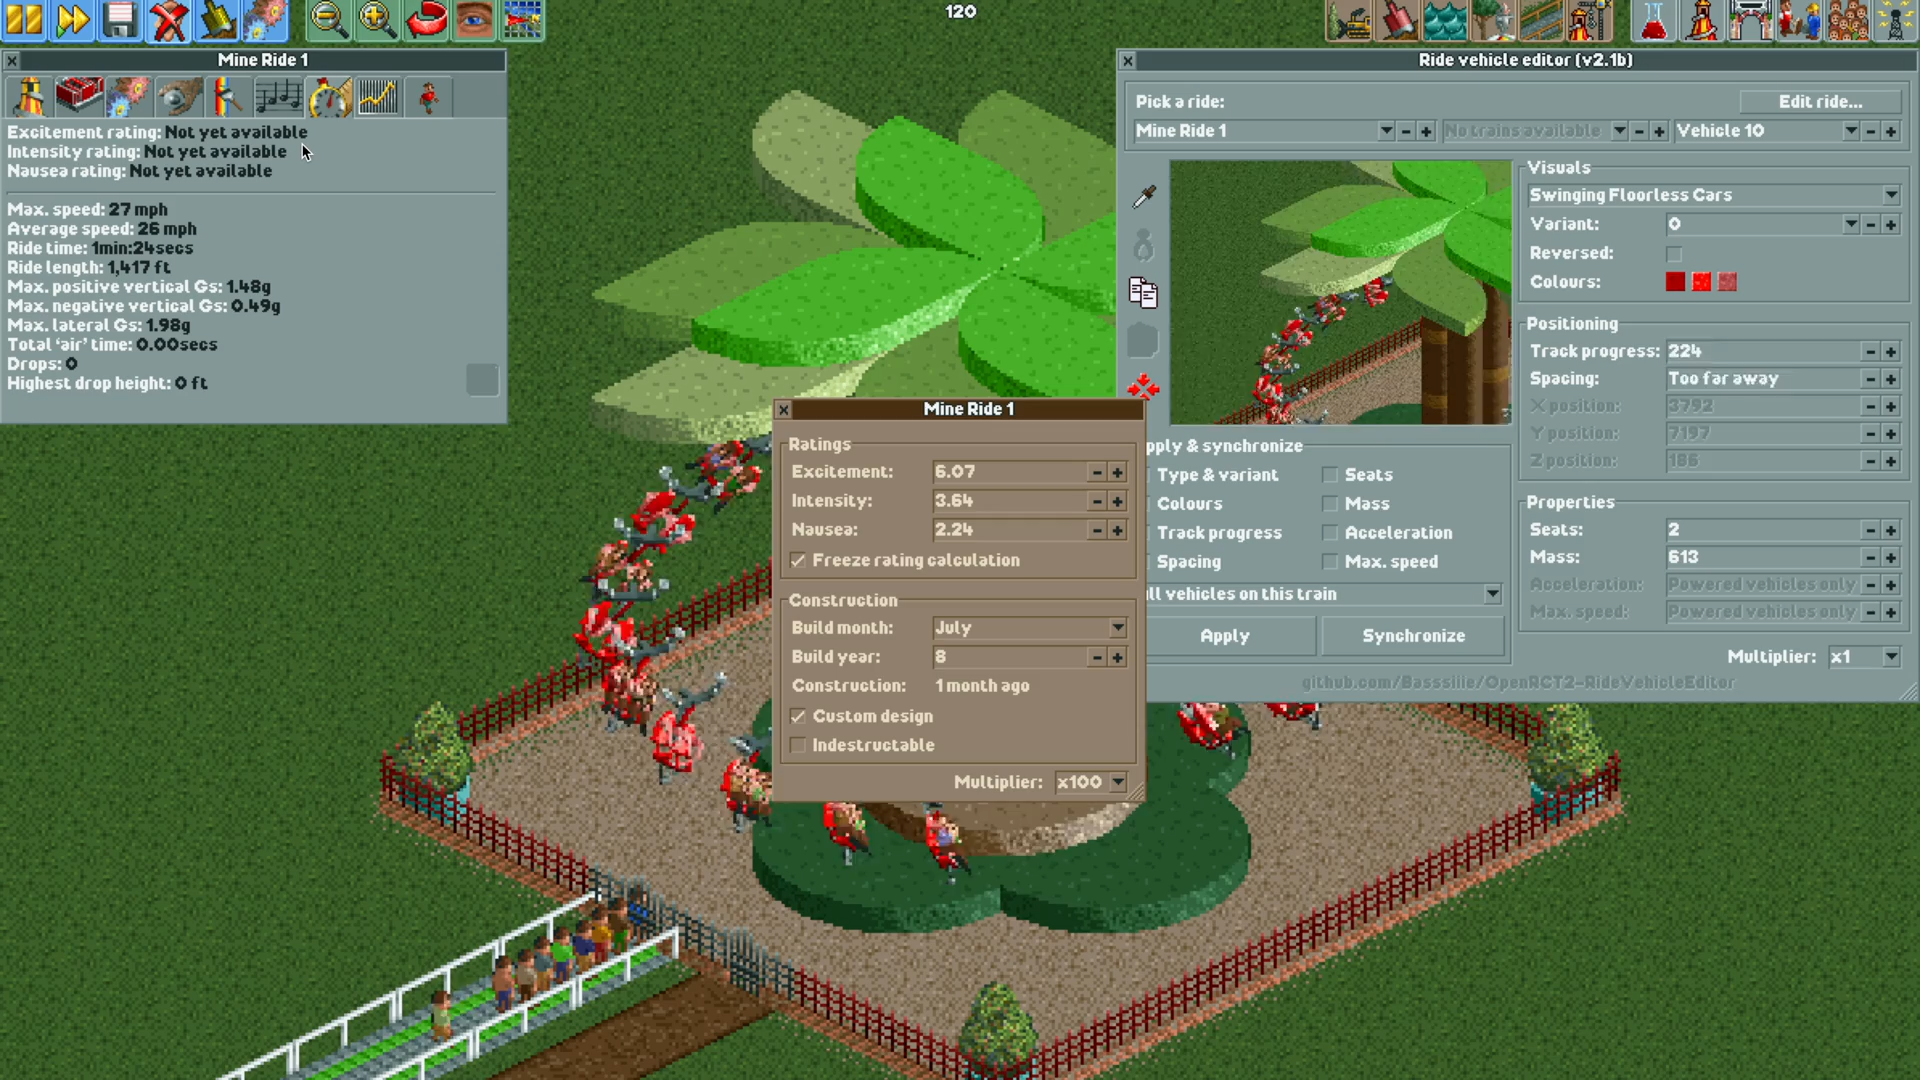 120
Mine Ride 1
Excitement rating: Not yet available
Intensity rating: Not yet available
Nausea rating: Not yet available
Max. speed: 27 mph
Average speed: 26 mph
Ride time: 1min:24secs
Ride length: 1,417 ft
Max. positive vertical Gs: 1.48g
Max. negative vertical Gs: 0.49g
Max. lateral Gs: 1.98g
Total 'air' time: 0.00secs
Drops: 0
Highest drop height: 0 ft
Mine Ride 1
Ratings
Excitement: 6.07
Intensity: 3.64
Nausea: 2.24
Freeze rating calculation
Construction
Build month: July
Build year: 8
Construction: 1 month ago
Custom design
Indestructable
Multiplier: x100
Ride vehicle editor (v2.1b)
Pick a ride:
Edit ride...
Mine Ride 1
No trains available
Vehicle 10
Visuals
Swinging Floorless Cars
Variant: 0
Reversed:
Colours:
Positioning
Track progress: 224
Spacing: Too far away
X position: 3792
Y position: 7197
Z position: 186
Properties
Seats: 2
Mass: 613
Acceleration: Powered vehicles only
Max. speed: Powered vehicles only
Multiplier: x1
pply & synchronize
Type & variant
Seats
Colours
Mass
Track progress
Acceleration
Spacing
Max. speed
ll vehicles on this train
Apply
Synchronize
github.com/Basssiiie/OpenRCT2-RideVehicleEditor